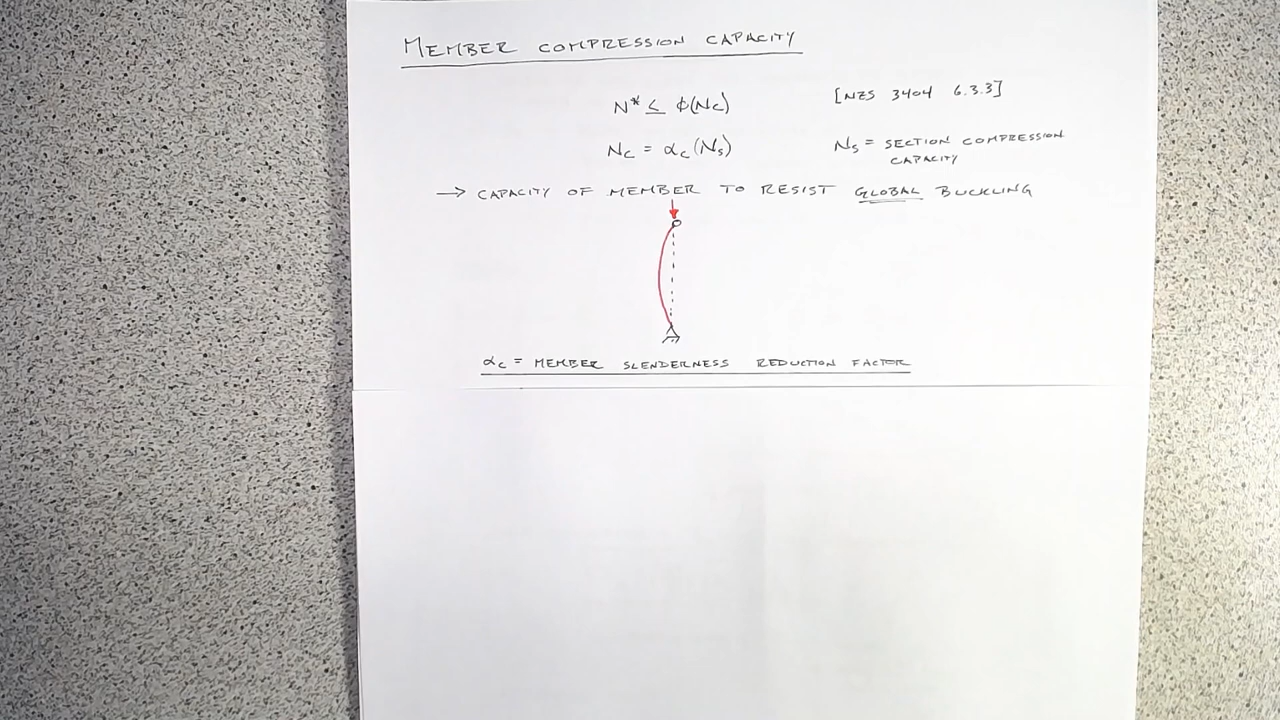 MEMBER COMPRESSION CAPACITY
N* ≤ ϕ(Nc) [NZS 3404 6.3.3]
Nc = αc(Ns) Ns = SECTION COMPRESSION
CAPACITY
→ CAPACITY OF MEMBER TO RESIST GLOBAL BUCKLING
αc = MEMBER SLENDERNESS REDUCTION FACTOR